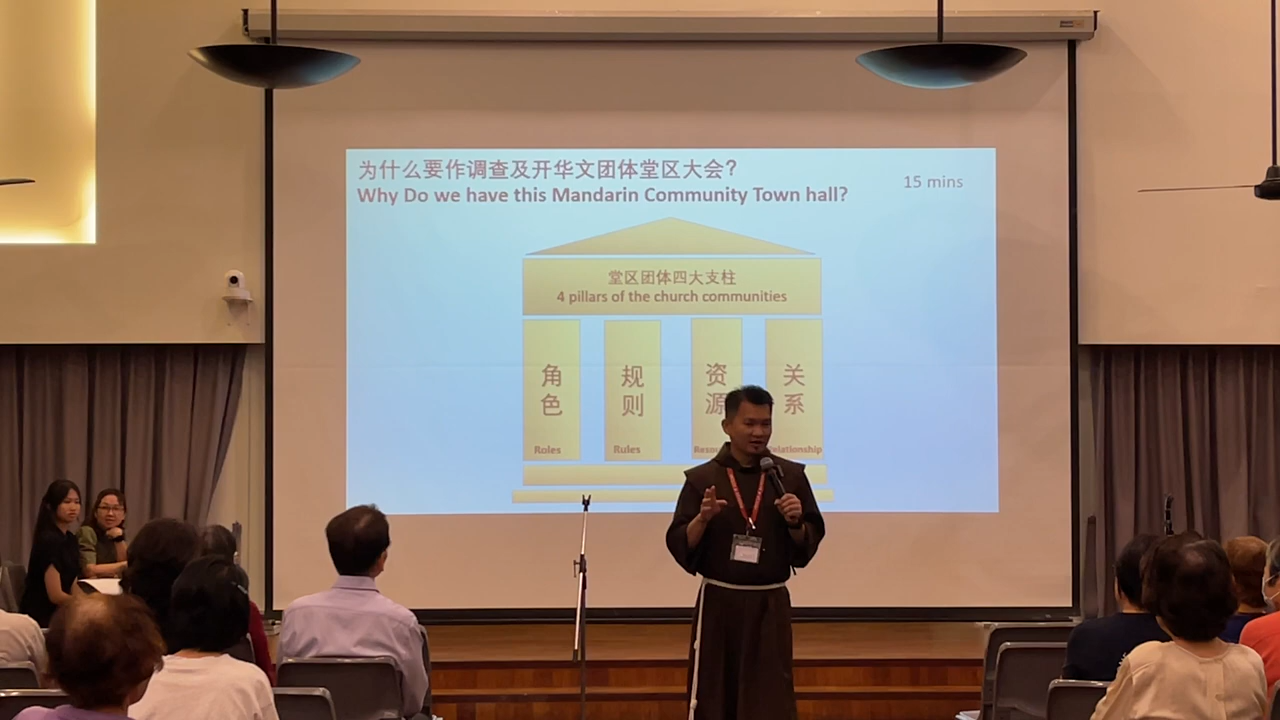 为什么要作调查及开华文团体堂区大会?
Why Do we have this Mandarin Community Town hall?
15 mins
堂区团体四大支柱
4 pillars of the church communities
角色
规则
资源
关系
Roles
Rules